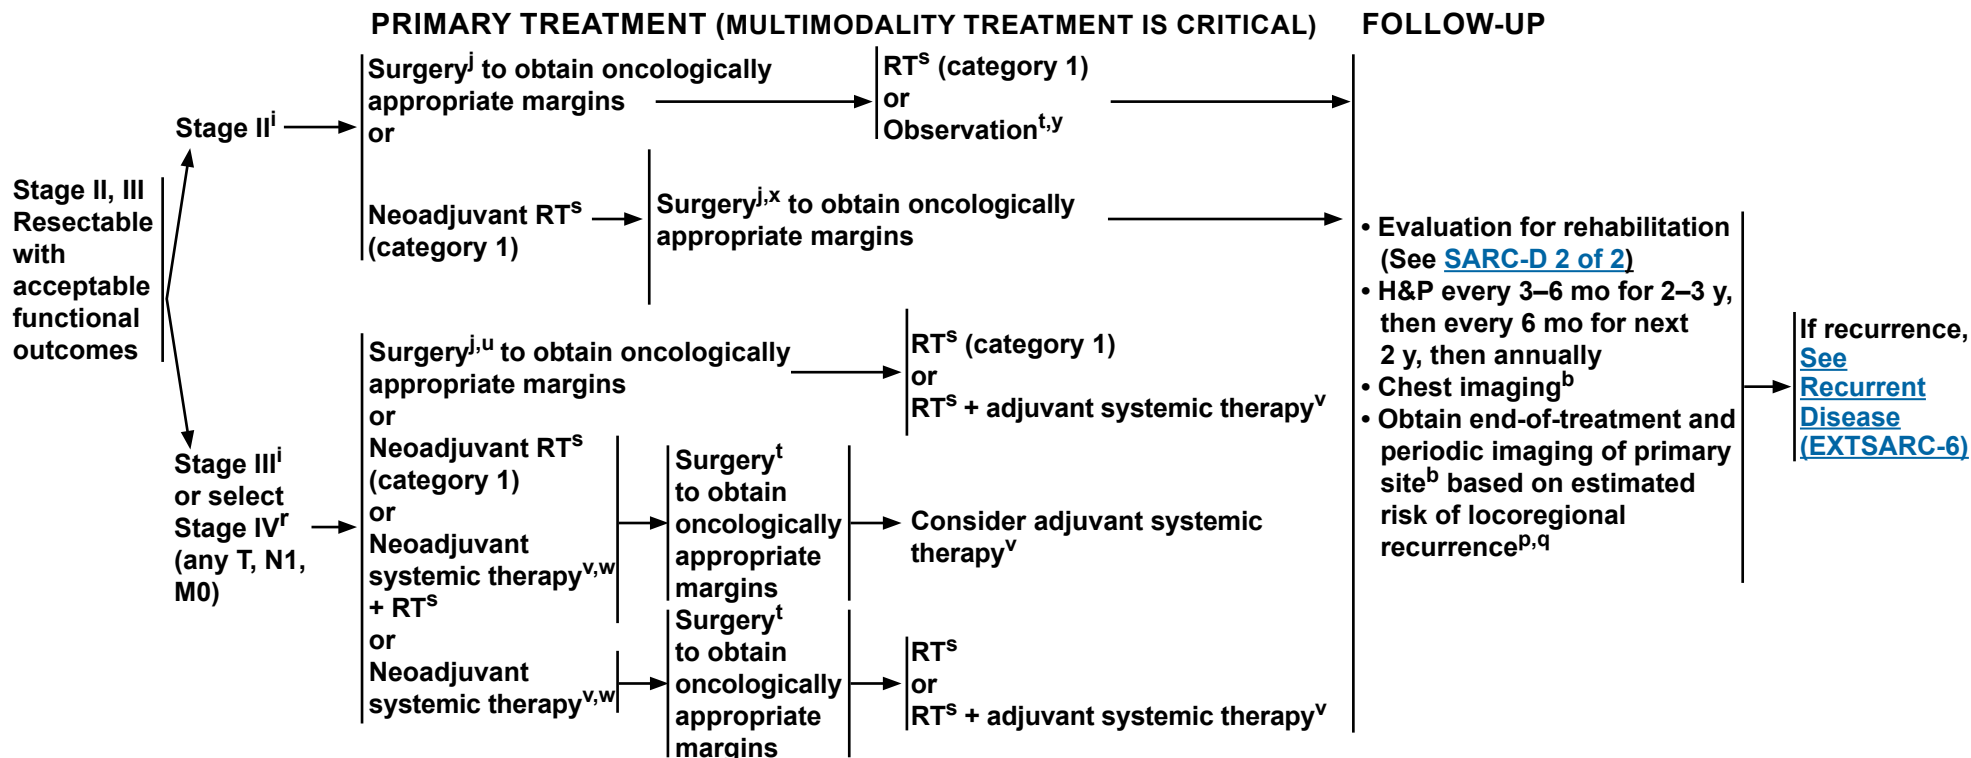 PRIMARY TREATMENT (MULTIMODALITY TREATMENT IS CRITICAL)
FOLLOW-UP
Stage II, III
Resectable
with
acceptable
functional
outcomes
Stage IIⁱ
Surgeryʲ to obtain oncologically
appropriate margins
or
Neoadjuvant RTˢ
(category 1)
RTˢ (category 1)
or
Observationᵗ,ʸ
Surgeryʲ,ˣ to obtain oncologically
appropriate margins
Stage IIIⁱ
or select
Stage IVʳ
(any T, N1,
M0)
Surgeryʲ,ᵘ to obtain oncologically
appropriate margins
or
Neoadjuvant RTˢ
(category 1)
or
Neoadjuvant
systemic therapyᵛ,ʷ
+ RTˢ
or
Neoadjuvant
systemic therapyᵛ,ʷ
RTˢ (category 1)
or
RTˢ + adjuvant systemic therapyᵛ
Surgeryᵗ
to obtain
oncologically
appropriate
margins
Consider adjuvant systemic
therapyᵛ
Surgeryᵗ
to obtain
oncologically
appropriate
margins
RTˢ
or
RTˢ + adjuvant systemic therapyᵛ
• Evaluation for rehabilitation
(See SARC-D 2 of 2)
• H&P every 3–6 mo for 2–3 y,
then every 6 mo for next
2 y, then annually
• Chest imagingᵇ
• Obtain end-of-treatment and
periodic imaging of primary
siteᵇ based on estimated
risk of locoregional
recurrenceᵖ,𐞥
If recurrence,
See
Recurrent
Disease
(EXTSARC-6)